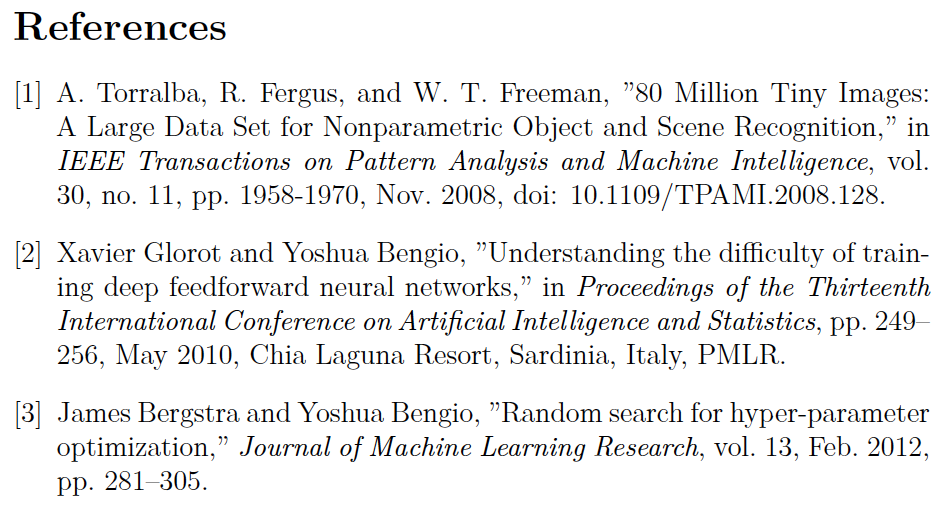 References
[1] A. Torralba, R. Fergus, and W. T. Freeman, ”80 Million Tiny Images:
A Large Data Set for Nonparametric Object and Scene Recognition,” in
IEEE Transactions on Pattern Analysis and Machine Intelligence, vol.
30, no. 11, pp. 1958-1970, Nov. 2008, doi: 10.1109/TPAMI.2008.128.
[2] Xavier Glorot and Yoshua Bengio, ”Understanding the difficulty of train-
ing deep feedforward neural networks,” in Proceedings of the Thirteenth
International Conference on Artificial Intelligence and Statistics, pp. 249–
256, May 2010, Chia Laguna Resort, Sardinia, Italy, PMLR.
[3] James Bergstra and Yoshua Bengio, ”Random search for hyper-parameter
optimization,” Journal of Machine Learning Research, vol. 13, Feb. 2012,
pp. 281–305.